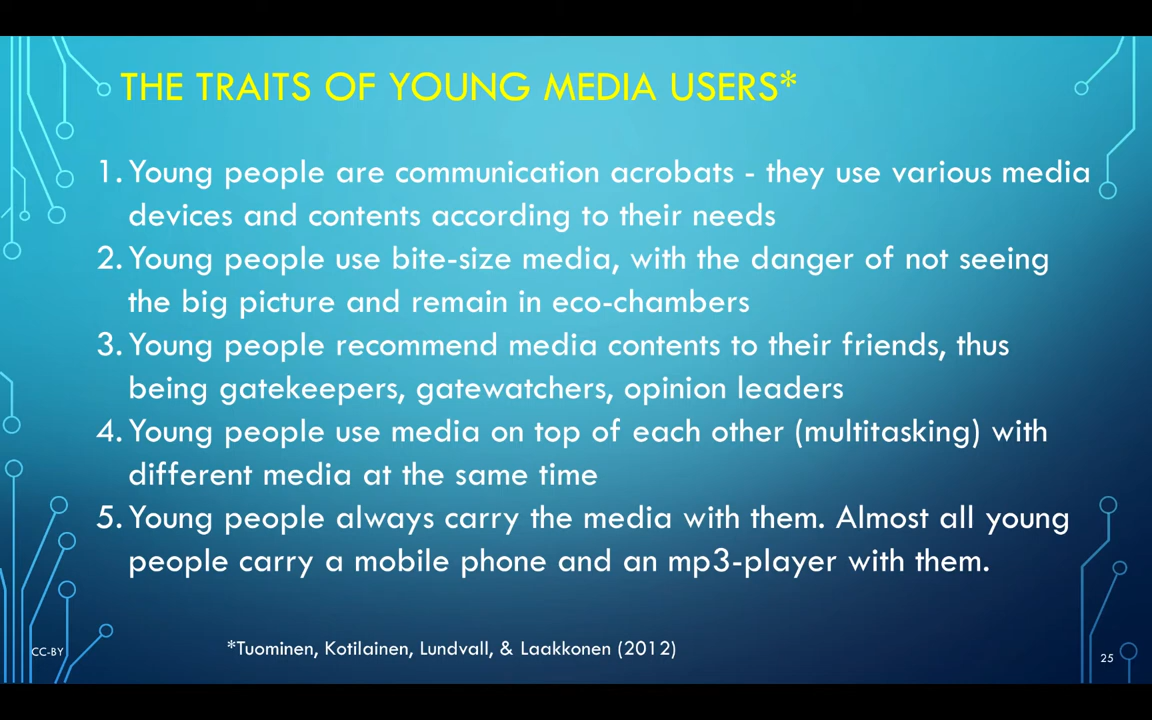 THE TRAITS OF YOUNG MEDIA USERS*
1. Young people are communication acrobats - they use various media
devices and contents according to their needs
2. Young people use bite-size media, with the danger of not seeing
the big picture and remain in eco-chambers
3. Young people recommend media contents to their friends, thus
being gatekeepers, gatewatchers, opinion leaders
4. Young people use media on top of each other (multitasking) with
different media at the same time
5. Young people always carry the media with them. Almost all young
people carry a mobile phone and an mp3-player with them.
*Tuominen, Kotilainen, Lundvall, & Laakkonen (2012)
CC-BY
25